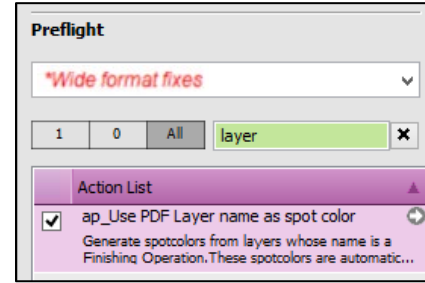 Preflight
*Wide format fixes
1 0 All layer
Action List
ap_Use PDF Layer name as spot color
Generate spotcolors from layers whose name is a
Finishing Operation.These spotcolors are automatic...